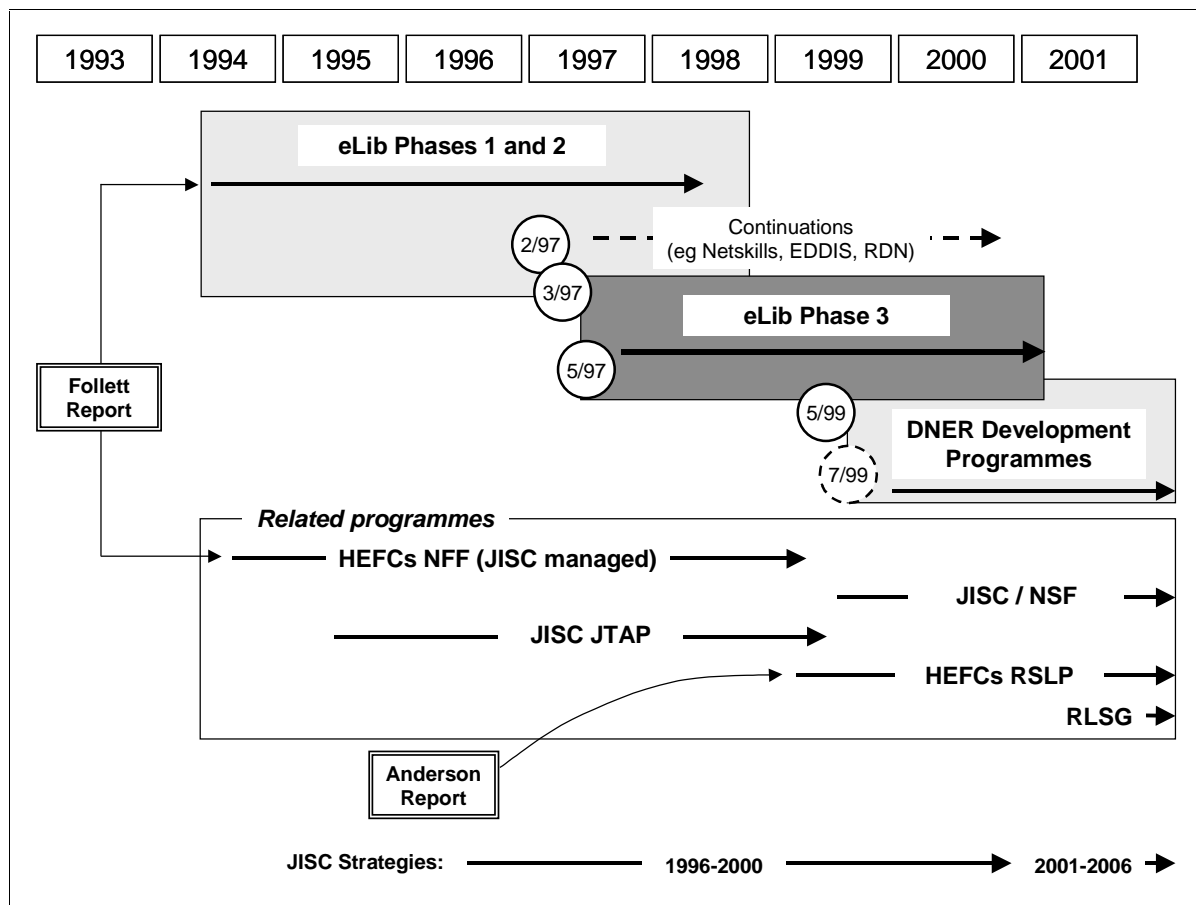 1993 1994 1995 1996 1997 1998 1999 2000 2001
eLib Phases 1 and 2
2/97
Continuations
(eg Netskills, EDDIS, RDN)
3/97
eLib Phase 3
5/97
Follett
Report
5/99
DNER Development
Programmes
7/99
Related programmes
HEFCs NFF (JISC managed)
JISC / NSF
JISC JTAP
HEFCs RSLP
RLSG
Anderson
Report
JISC Strategies: 1996-2000 2001-2006